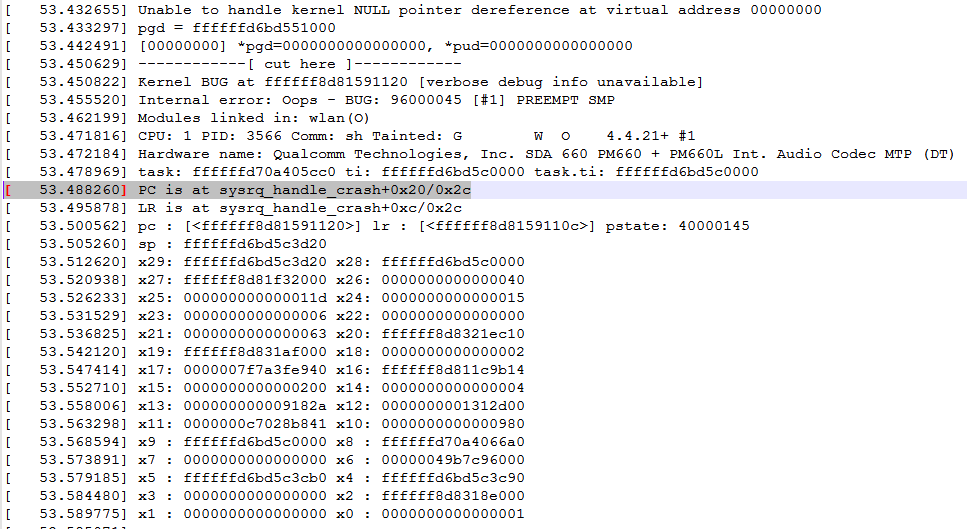 [   53.432655] Unable to handle kernel NULL pointer dereference at virtual address 00000000
[   53.433297] pgd = ffffffd6bd551000
[   53.442491] [00000000] *pgd=0000000000000000, *pud=0000000000000000
[   53.450629] ------------[ cut here ]------------
[   53.450822] Kernel BUG at ffffff8d81591120 [verbose debug info unavailable]
[   53.455520] Internal error: Oops - BUG: 96000045 [#1] PREEMPT SMP
[   53.462199] Modules linked in: wlan(O)
[   53.471816] CPU: 1 PID: 3566 Comm: sh Tainted: G        W  O    4.4.21+ #1
[   53.472184] Hardware name: Qualcomm Technologies, Inc. SDA 660 PM660 + PM660L Int. Audio Codec MTP (DT)
[   53.478969] task: ffffffd70a405cc0 ti: ffffffd6bd5c0000 task.ti: ffffffd6bd5c0000
[   53.488260] PC is at sysrq_handle_crash+0x20/0x2c
[   53.495878] LR is at sysrq_handle_crash+0xc/0x2c
[   53.500562] pc : [<ffffff8d81591120>] lr : [<ffffff8d8159110c>] pstate: 40000145
[   53.505260] sp : ffffffd6bd5c3d20
[   53.512620] x29: ffffffd6bd5c3d20 x28: ffffffd6bd5c0000
[   53.520938] x27: ffffff8d81f32000 x26: 0000000000000040
[   53.526233] x25: 000000000000011d x24: 0000000000000015
[   53.531529] x23: 0000000000000006 x22: 0000000000000000
[   53.536825] x21: 0000000000000063 x20: ffffff8d8321ec10
[   53.542120] x19: ffffff8d831af000 x18: 0000000000000002
[   53.547414] x17: 0000007f7a3fe940 x16: ffffff8d811c9b14
[   53.552710] x15: 0000000000000200 x14: 0000000000000004
[   53.558006] x13: 000000000009182a x12: 0000000001312d00
[   53.563298] x11: 0000000c7028b841 x10: 0000000000000980
[   53.568594] x9 : ffffffd6bd5c0000 x8 : ffffffd70a4066a0
[   53.573891] x7 : 0000000000000000 x6 : 00000049b7c96000
[   53.579185] x5 : ffffffd6bd5c3cb0 x4 : ffffffd6bd5c3c90
[   53.584480] x3 : 0000000000000000 x2 : ffffff8d8318e000
[   53.589775] x1 : 0000000000000000 x0 : 0000000000000001